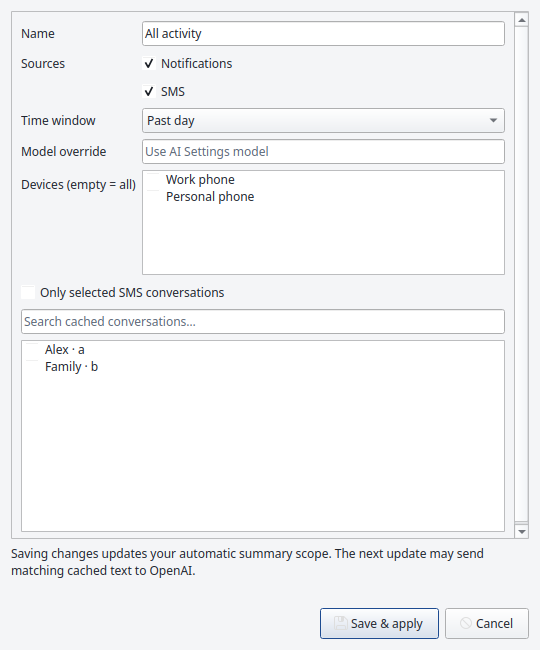 Name All activity
Sources Notifications
SMS
Time window Past day
Model override Use AI Settings model
Devices (empty = all) Work phone
Personal phone
Only selected SMS conversations
Search cached conversations...
Alex · a
Family · b
Saving changes updates your automatic summary scope. The next update may send
matching cached text to OpenAI.
Save & apply Cancel